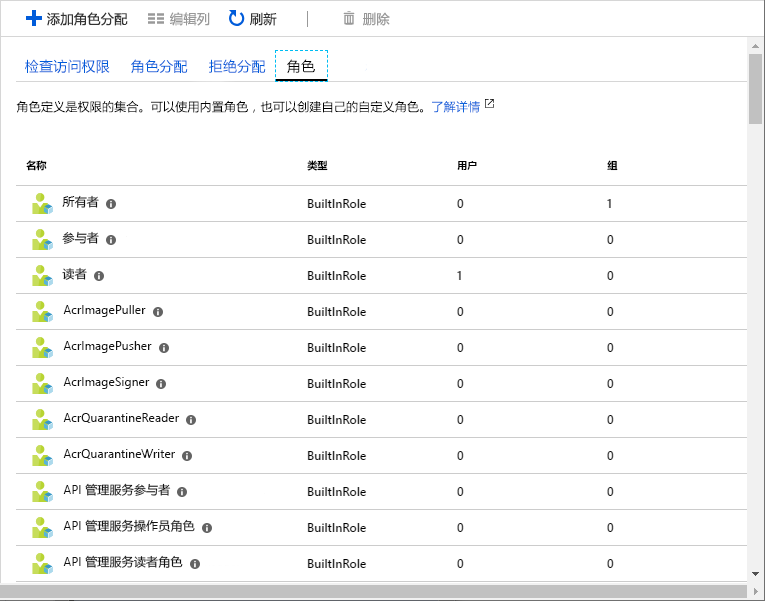 添加角色分配 编辑列 刷新 删除
检查访问权限 角色分配 拒绝分配 角色
角色定义是权限的集合。可以使用内置角色，也可以创建自己的自定义角色。了解详情
名称 类型 用户 组
所有者 BuiltInRole 0 1
参与者 BuiltInRole 0 0
读者 BuiltInRole 1 0
AcrImagePuller BuiltInRole 0 0
AcrImagePusher BuiltInRole 0 0
AcrImageSigner BuiltInRole 0 0
AcrQuarantineReader BuiltInRole 0 0
AcrQuarantineWriter BuiltInRole 0 0
API 管理服务参与者 BuiltInRole 0 0
API 管理服务操作员角色 BuiltInRole 0 0
API 管理服务读者角色 BuiltInRole 0 0